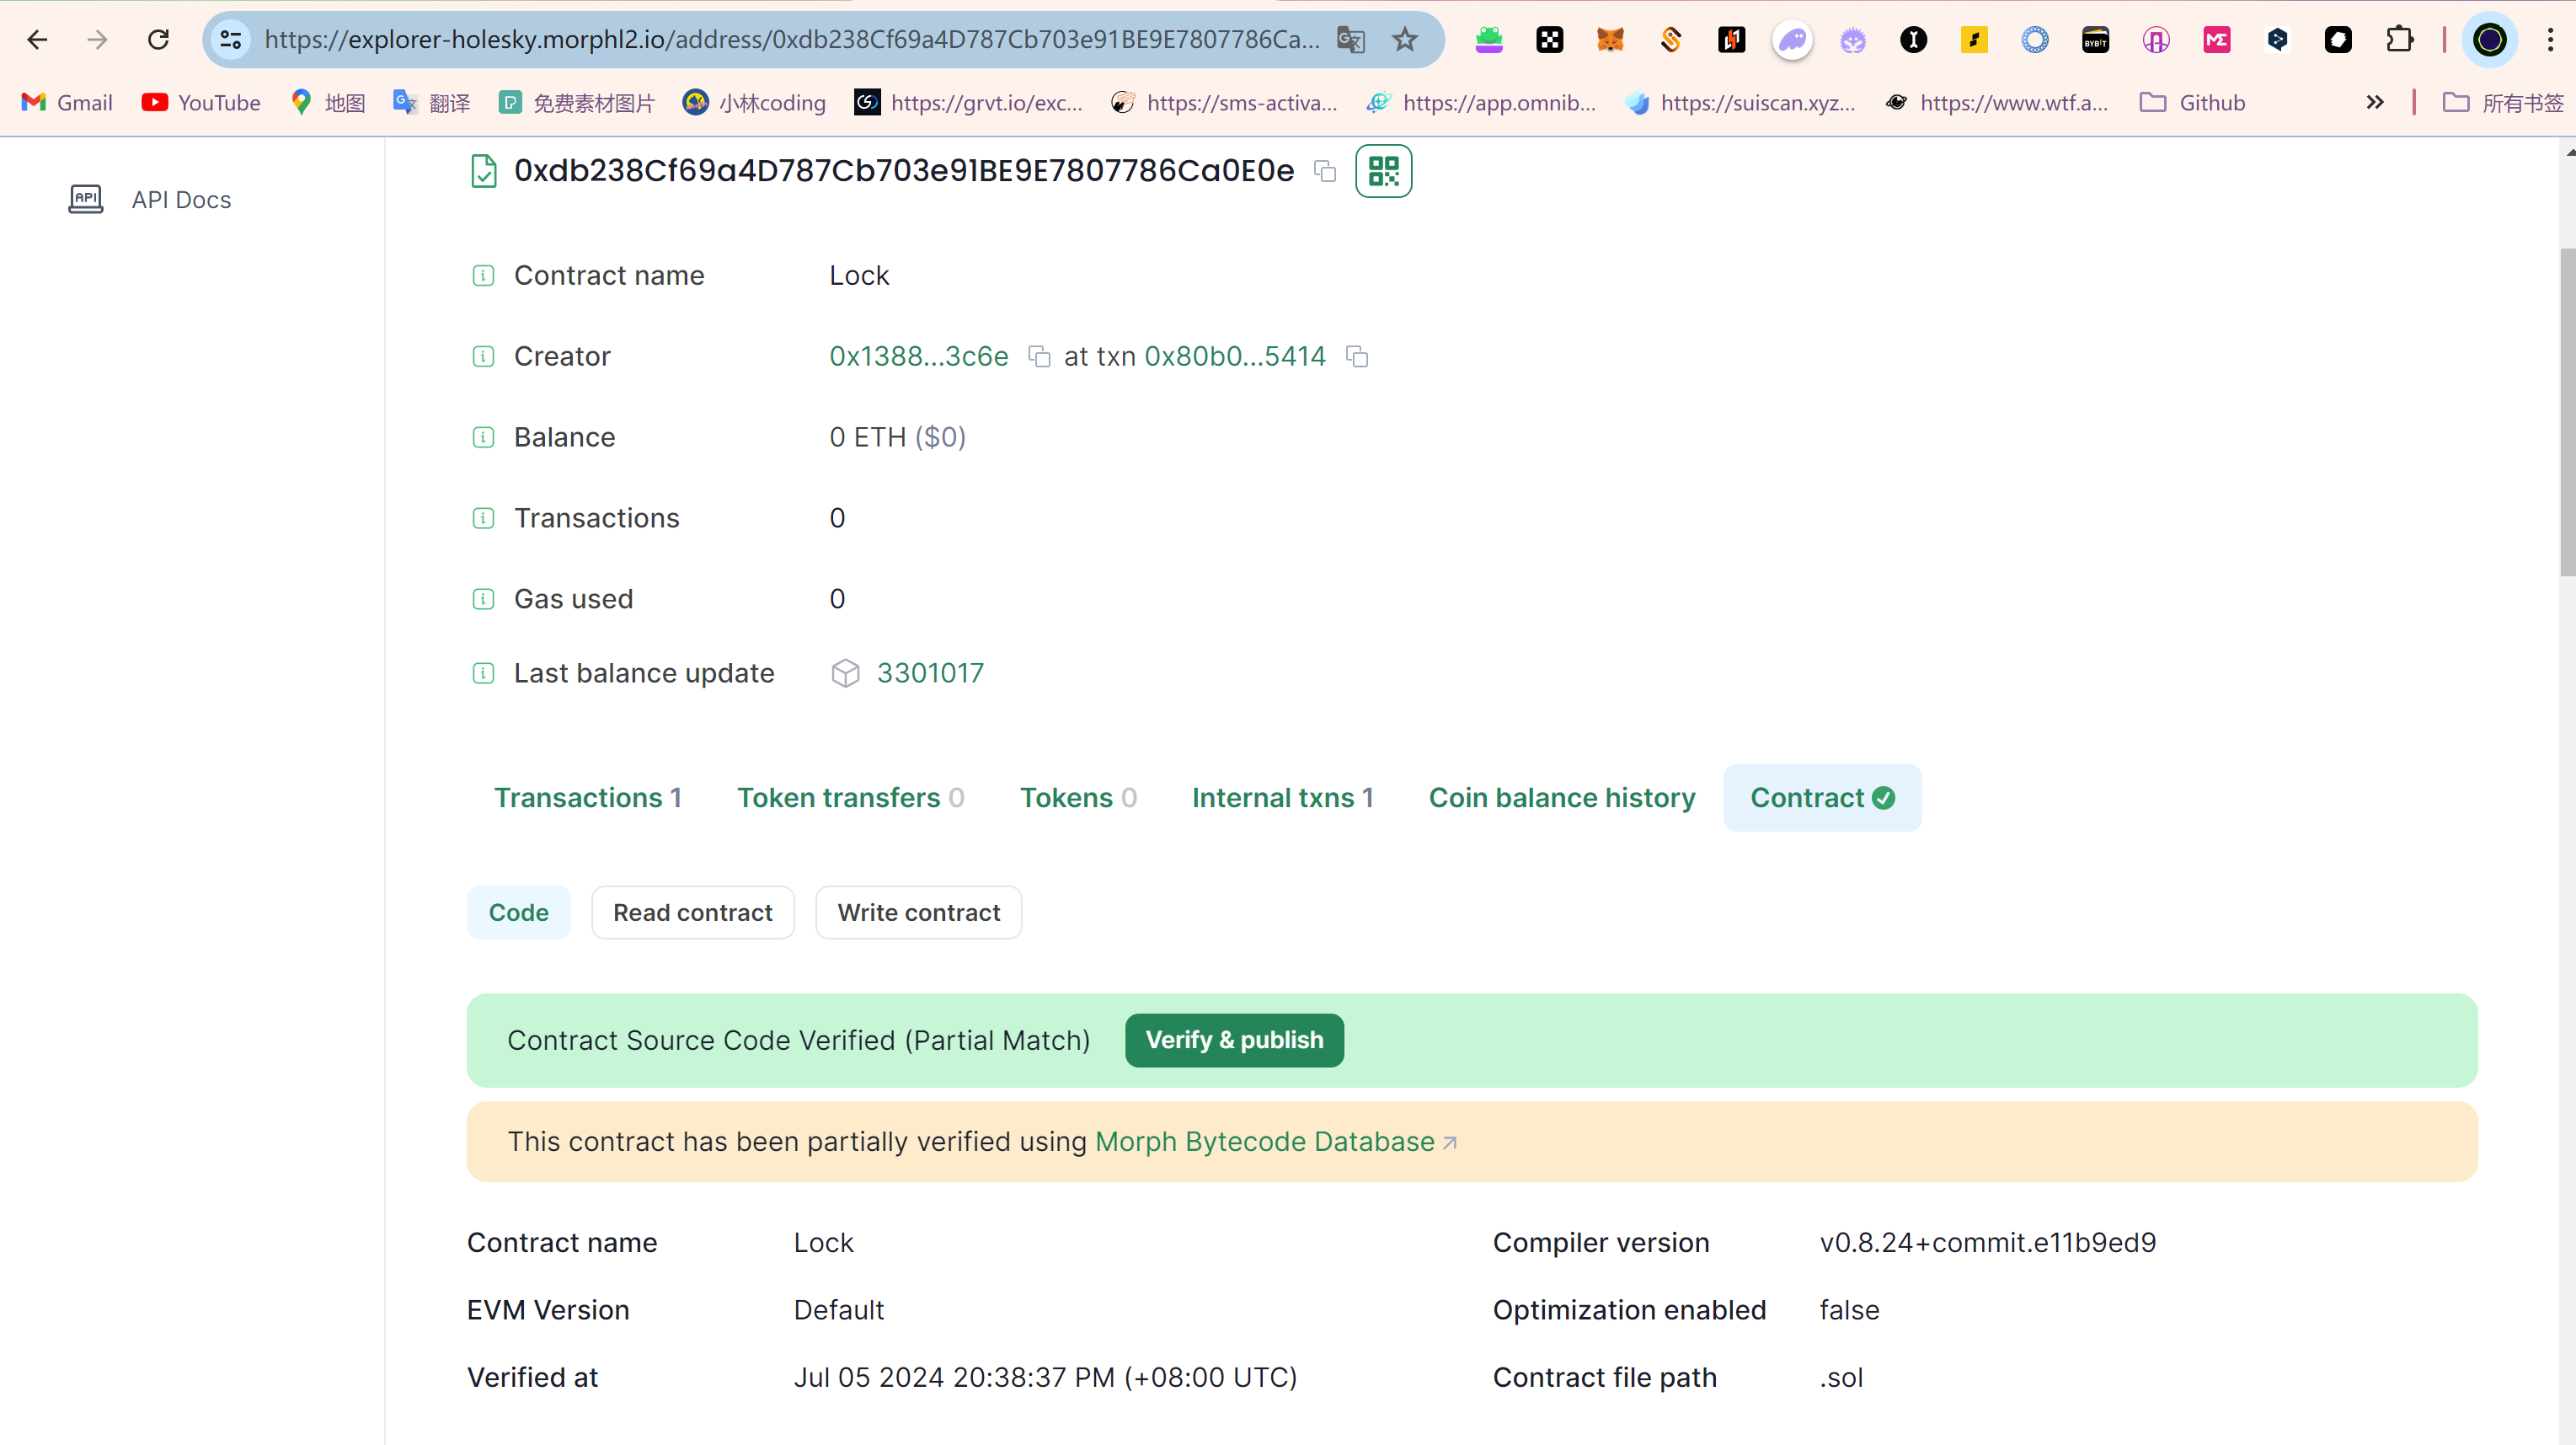 https://explorer-holesky.morphl2.io/address/0xdb238Cf69a4D787Cb703e91BE9E7807786Ca...
Gmail YouTube 地图 翻译 免费素材图片 小林coding https://grvt.io/exc... https://sms-activa... https://app.omnib... https://suiscan.xyz... https://www.wtf.a... Github 所有书签
API Docs
0xdb238Cf69a4D787Cb703e91BE9E7807786Ca0E0e
Contract name Lock
Creator 0x1388...3c6e at txn 0x80b0...5414
Balance 0 ETH ($0)
Transactions 0
Gas used 0
Last balance update 3301017
Transactions 1 Token transfers 0 Tokens 0 Internal txns 1 Coin balance history Contract
Code Read contract Write contract
Contract Source Code Verified (Partial Match) Verify & publish
This contract has been partially verified using Morph Bytecode Database
Contract name Lock Compiler version v0.8.24+commit.e11b9ed9
EVM Version Default Optimization enabled false
Verified at Jul 05 2024 20:38:37 PM (+08:00 UTC) Contract file path .sol